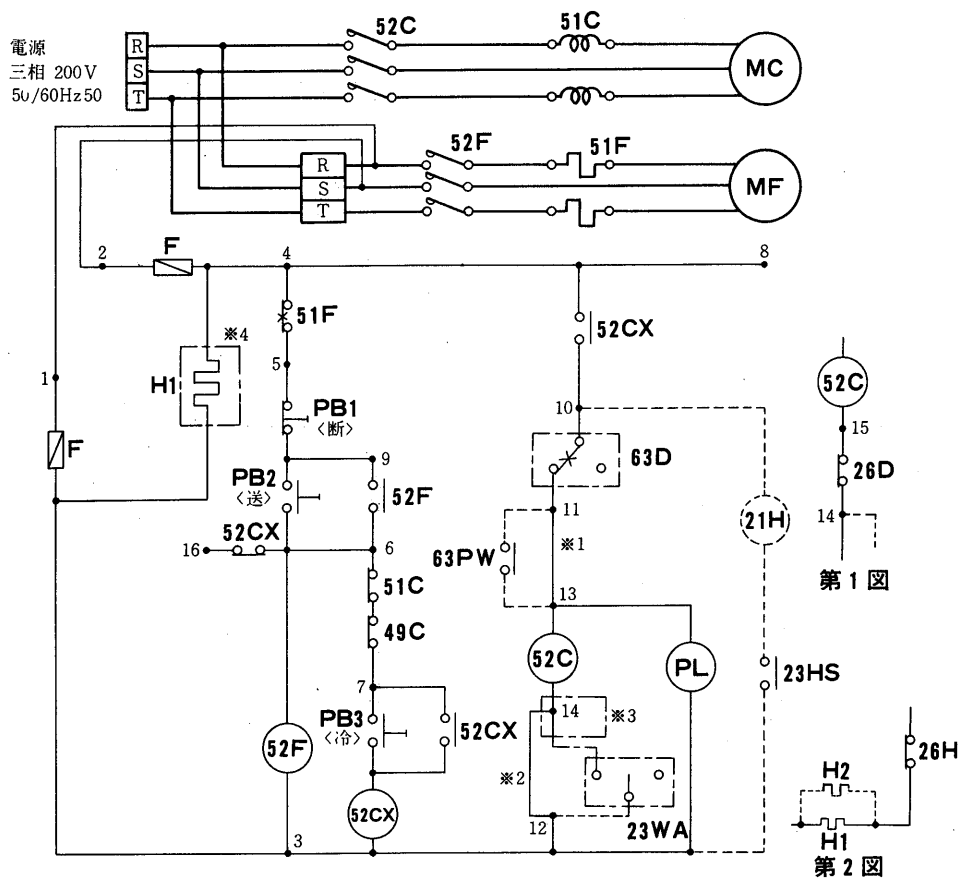 52C
51C
電源
三相 200V
50/60Hz50
R
S
T
MC
52F
51F
R
S
T
MF
2
F
4
8
51F
※4
52CX
H1
5
1
PB1
〈断〉
10
52C
15
F
63D
26D
9
PB2
〈送〉
52F
14
21H
11
52CX
16
6
※1
第1図
63PW
51C
13
49C
52C
PL
23HS
7
PB3
〈冷〉
52CX
14
※3
52F
26H
※2
H2
52CX
12
23WA
3
H1
第2図